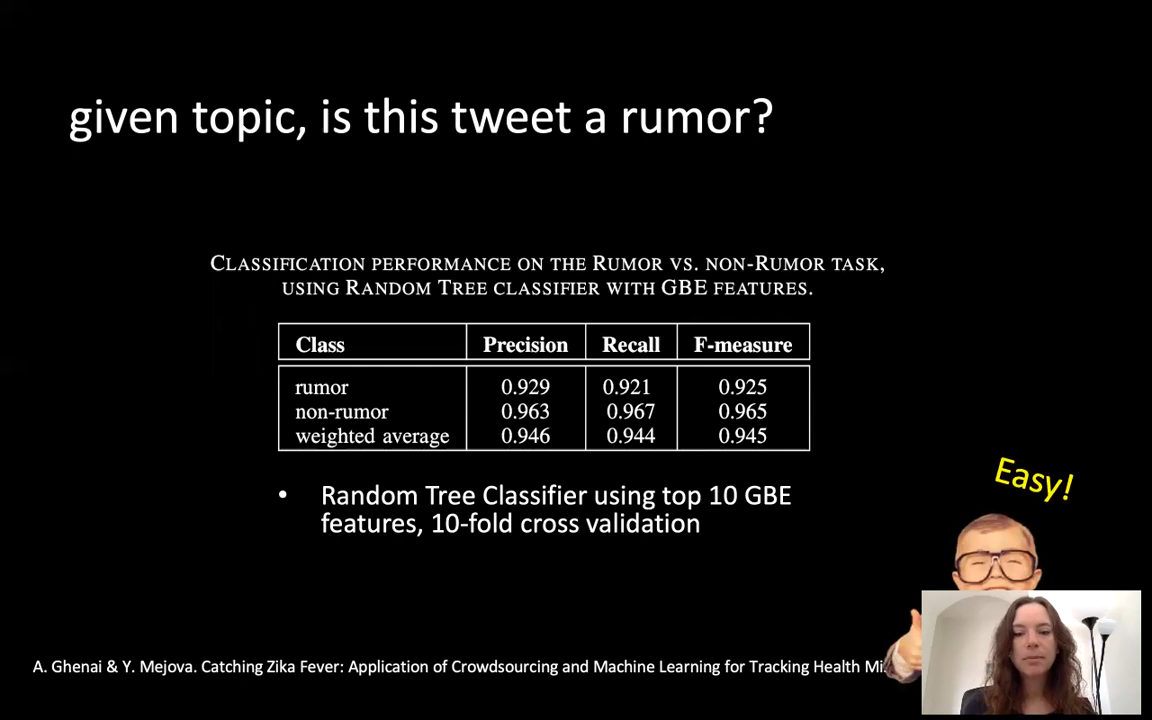 given topic, is this tweet a rumor?
CLASSIFICATION PERFORMANCE ON THE RUMOR VS. NON-RUMOR TASK,
USING RANDOM TREE CLASSIFIER WITH GBE FEATURES.
Class Precision Recall F-measure
rumor 0.929 0.921 0.925
non-rumor 0.963 0.967 0.965
weighted average 0.946 0.944 0.945
• Random Tree Classifier using top 10 GBE
features, 10-fold cross validation
Easy!
A. Ghenai & Y. Mejova. Catching Zika Fever: Application of Crowdsourcing and Machine Learning for Tracking Health